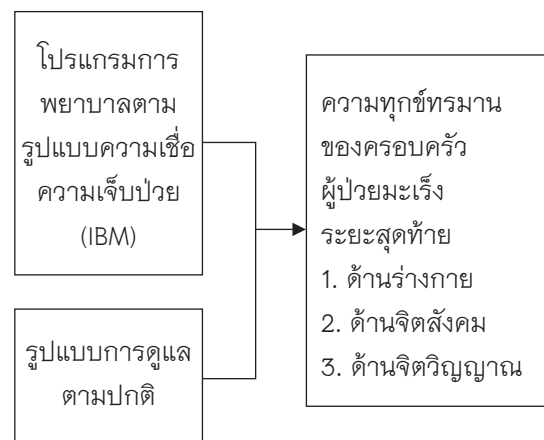 โปรแกรมการ
พยาบาลตาม
รูปแบบความเชื่อ
ความเจ็บป่วย
(IBM)
รูปแบบการดูแล
ตามปกติ
ความทุกข์ทรมาน
ของครอบครัว
ผู้ป่วยมะเร็ง
ระยะสุดท้าย
1. ด้านร่างกาย
2. ด้านจิตสังคม
3. ด้านจิตวิญญาณ